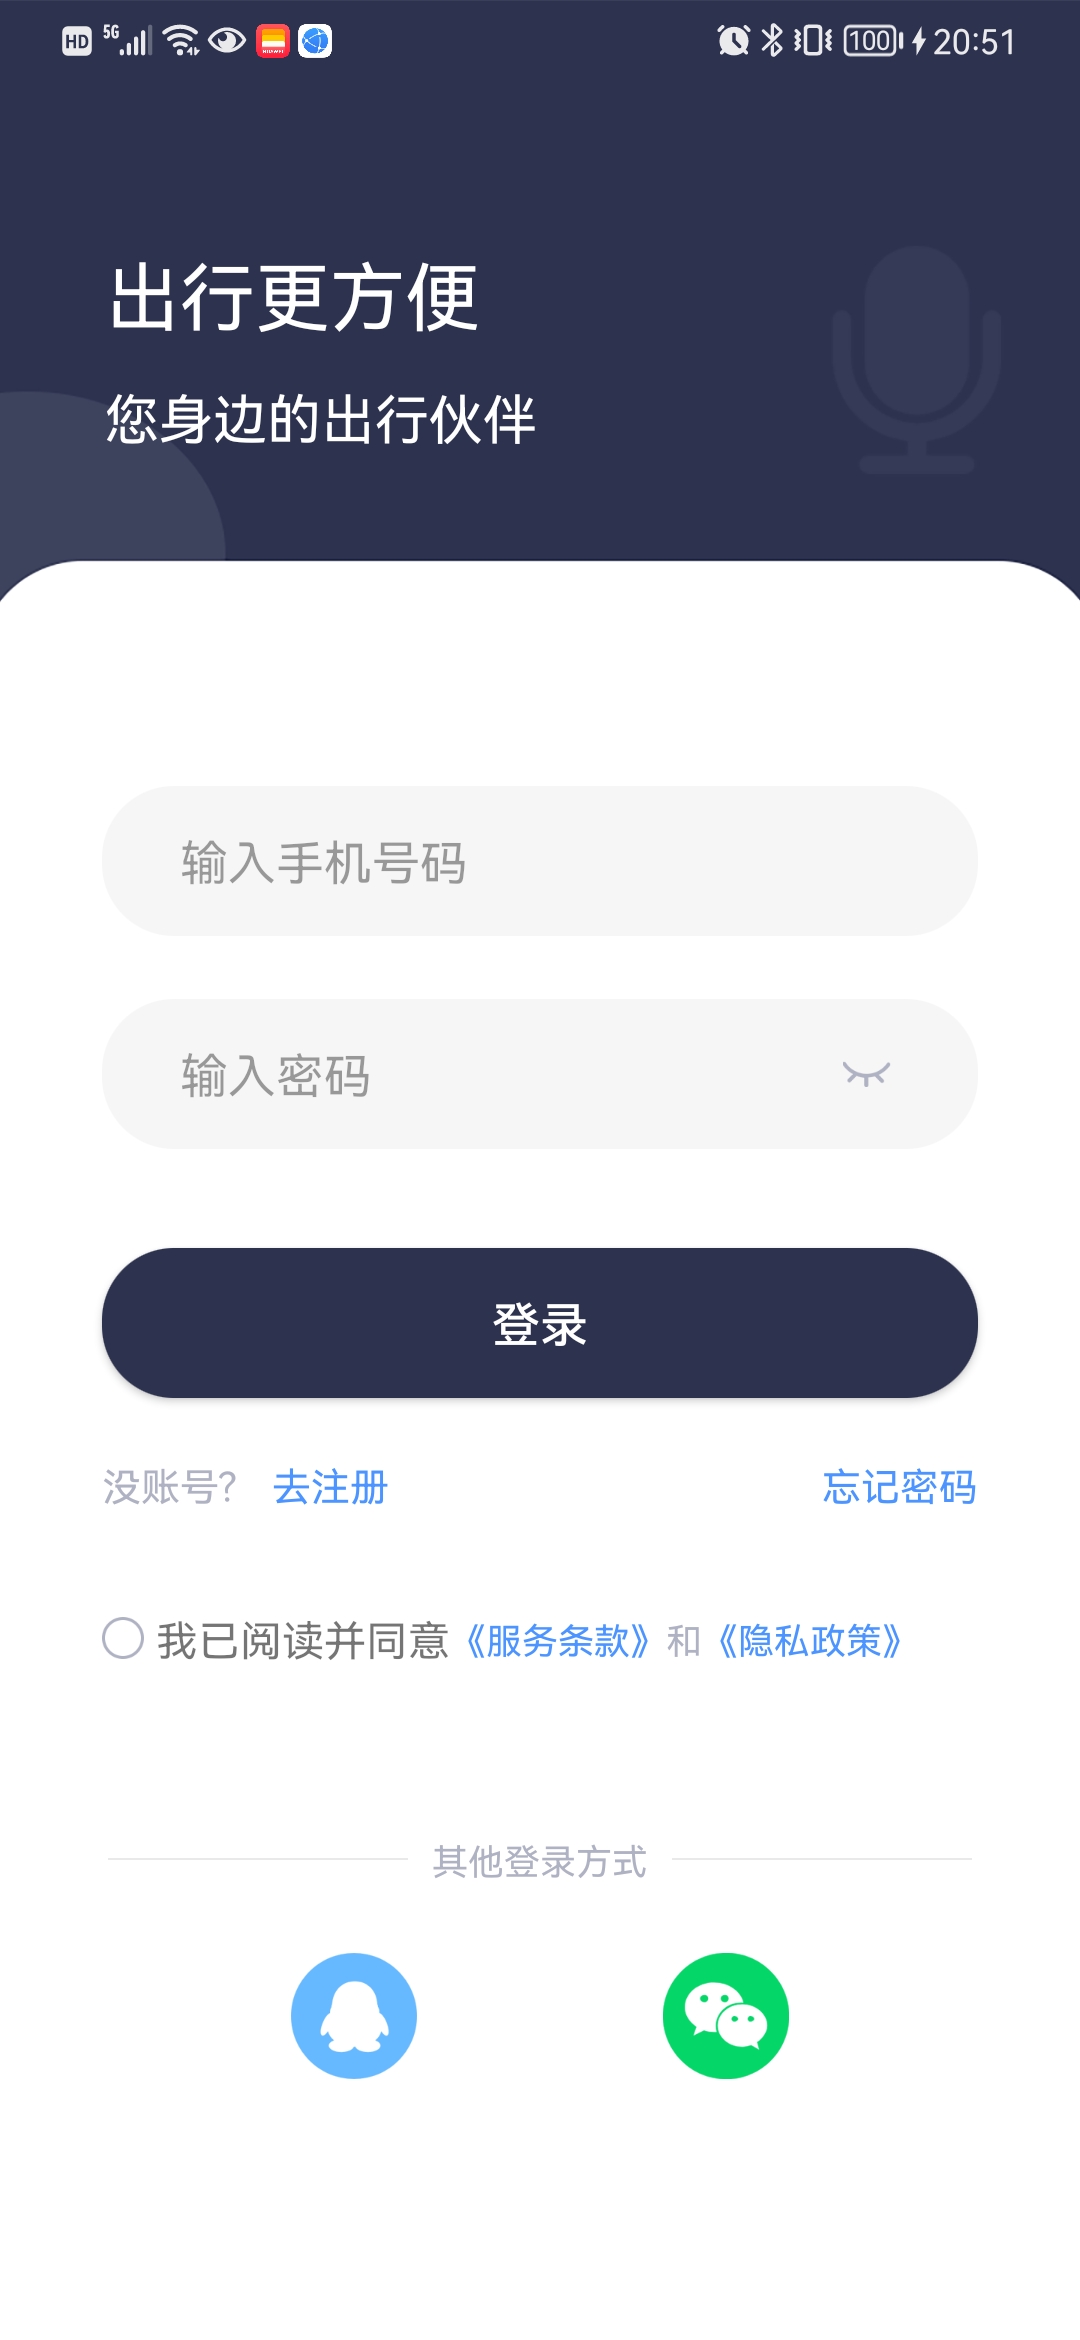 HD 5G 100 20:51
出行更方便
您身边的出行伙伴
输入手机号码
输入密码
登录
没账号? 去注册 忘记密码
我已阅读并同意《服务条款》和《隐私政策》
其他登录方式